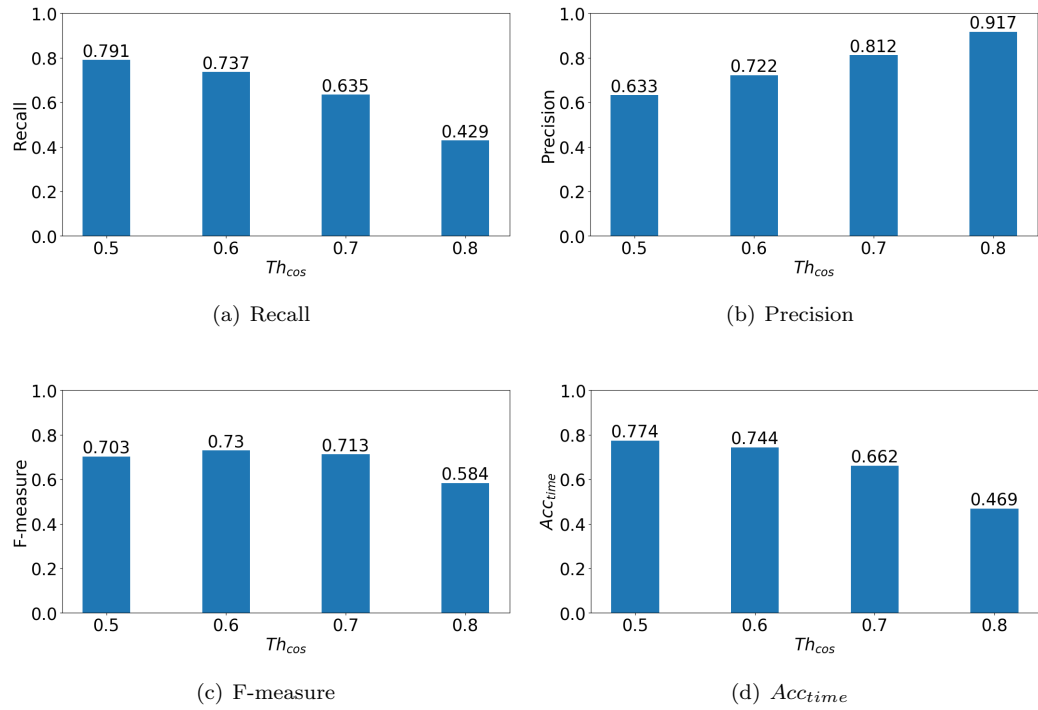 1.0
0.8
0.6
0.4
0.2
0.0
Recall
0.791
0.737
0.635
0.429
0.5 0.6 0.7 0.8
Th_cos
(a) Recall
1.0
0.8
0.6
0.4
0.2
0.0
Precision
0.633
0.722
0.812
0.917
0.5 0.6 0.7 0.8
Th_cos
(b) Precision
1.0
0.8
0.6
0.4
0.2
0.0
F-measure
0.703
0.73
0.713
0.584
0.5 0.6 0.7 0.8
Th_cos
(c) F-measure
1.0
0.8
0.6
0.4
0.2
0.0
Acc_time
0.774
0.744
0.662
0.469
0.5 0.6 0.7 0.8
Th_cos
(d) Acc_time